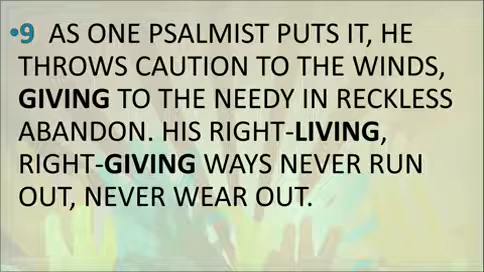 •9 AS ONE PSALMIST PUTS IT, HE
THROWS CAUTION TO THE WINDS,
GIVING TO THE NEEDY IN RECKLESS
ABANDON. HIS RIGHT-LIVING,
RIGHT-GIVING WAYS NEVER RUN
OUT, NEVER WEAR OUT.